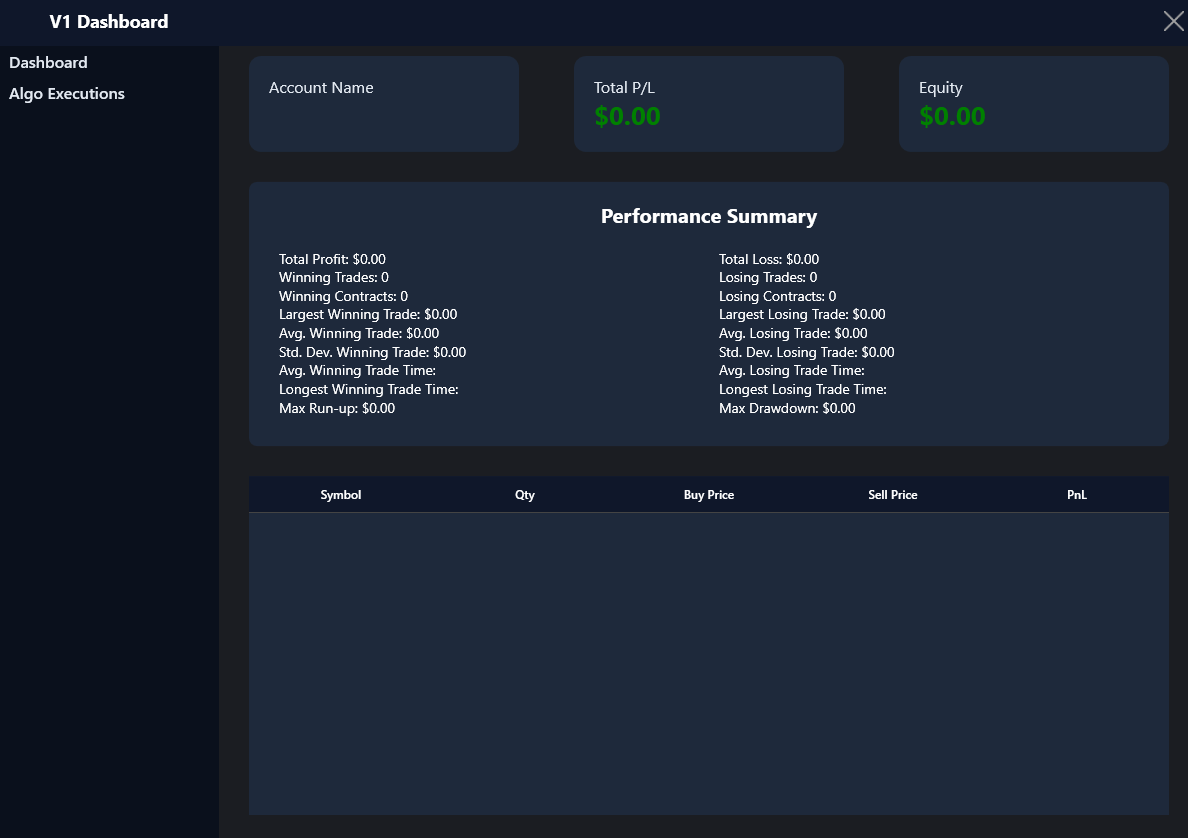 V1 Dashboard
Dashboard
Algo Executions
Account Name
Total P/L
$0.00
Equity
$0.00
Performance Summary
Total Profit: $0.00
Winning Trades: 0
Winning Contracts: 0
Largest Winning Trade: $0.00
Avg. Winning Trade: $0.00
Std. Dev. Winning Trade: $0.00
Avg. Winning Trade Time:
Longest Winning Trade Time:
Max Run-up: $0.00
Total Loss: $0.00
Losing Trades: 0
Losing Contracts: 0
Largest Losing Trade: $0.00
Avg. Losing Trade: $0.00
Std. Dev. Losing Trade: $0.00
Avg. Losing Trade Time:
Longest Losing Trade Time:
Max Drawdown: $0.00
Symbol Qty Buy Price Sell Price PnL